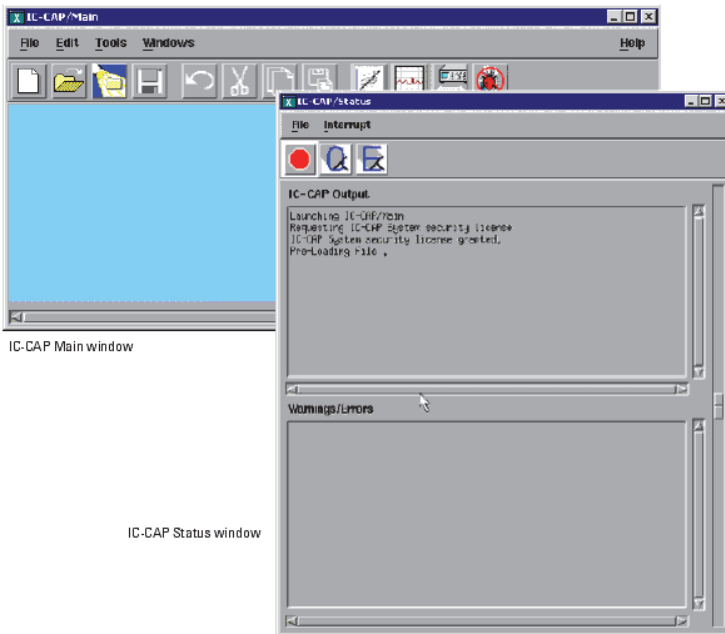 IC-CAP/Main
File Edit Tools Windows Help
IC-CAP/Status
File Interrupt
IC-CAP Output
Launching IC-CAP/Main
Requesting IC-CAP System security license
IC-CAP System security license granted.
Pre-Loading File .
IC-CAP Main window
Warnings/Errors
IC-CAP Status window